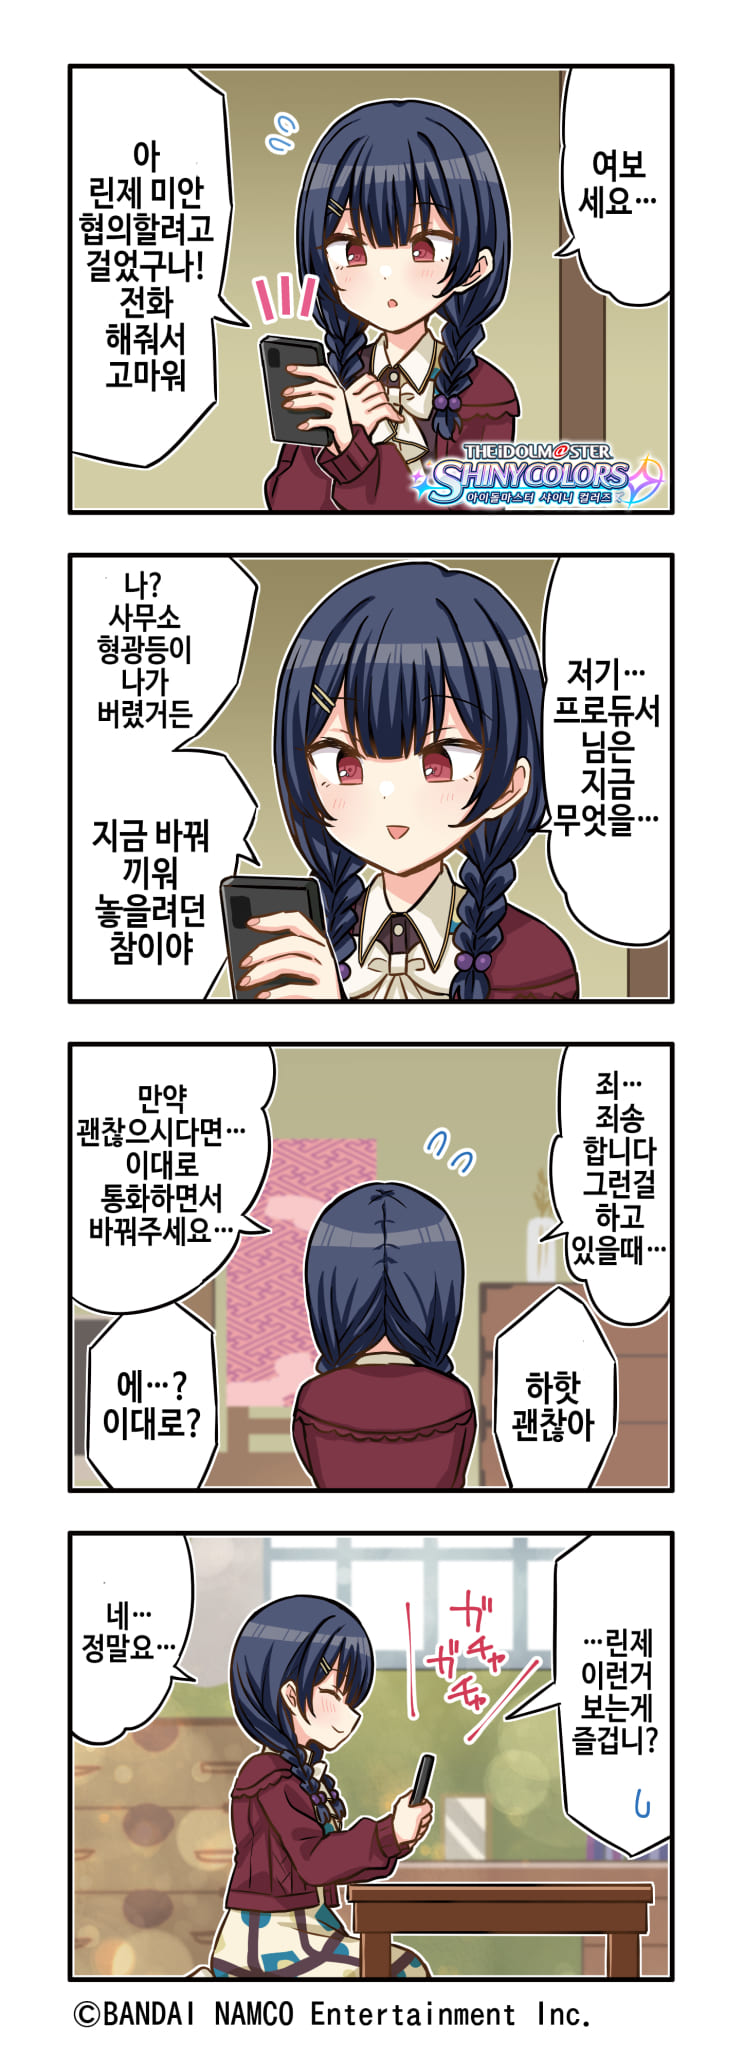 여보
세요…
아
린제 미안
협의할려고
걸었구나!
전화
해줘서
고마워
THE iDOLM@STER
SHINYCOLORS
아이돌마스터 샤이니 컬러즈
저기…
프로듀서
님은
지금
무엇을…
나?
사무소
형광등이
나가
버렸거든
지금 바꿔
끼워
놓을려던
참이야
죄…
죄송
합니다
그런걸
하고
있을때…
하핫
괜찮아
만약
괜찮으시다면…
이대로
통화하면서
바꿔주세요…
에…?
이대로?
…린제
이런거
보는게
즐겁니?
ガチャ
ガチャ
네…
정말요…
©BANDAI NAMCO Entertainment Inc.